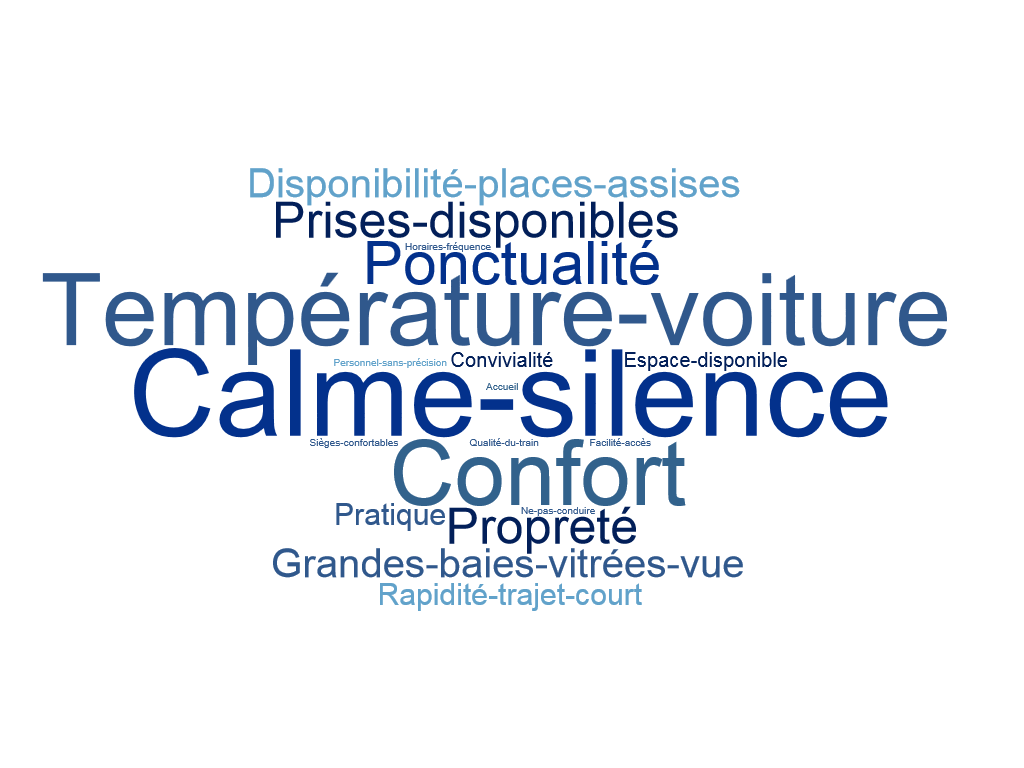 Disponibilité-places-assises
Prises-disponibles
Horaires-fréquence
Ponctualité
Température-voiture
Personnel-sans-précision
Convivialité
Espace-disponible
Accueil
Calme-silence
Sièges-confortables
Qualité-du-train
Facilité-accès
Confort
Pratique
Ne-pas-conduire
Propreté
Grandes-baies-vitrées-vue
Rapidité-trajet-court